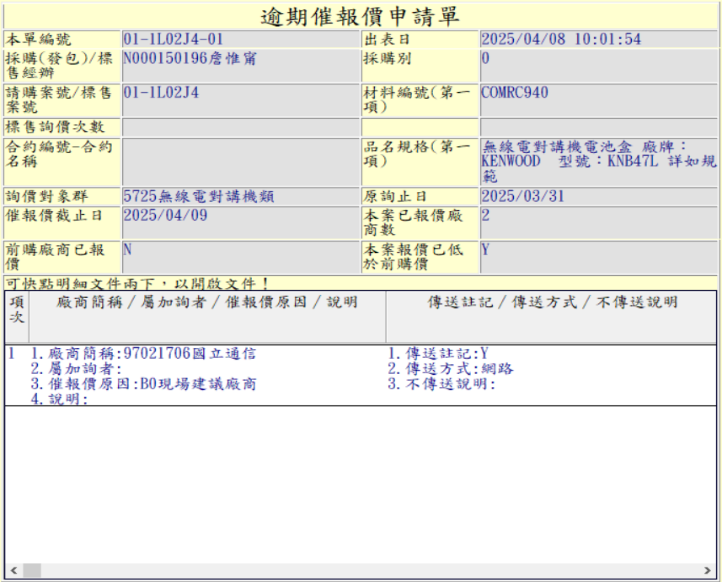 逾期催報價申請單
本單編號 01-1L02J4-01 出表日 2025/04/08 10:01:54
採購(發包)/標 N000150196詹惟甯 採購別 0
售經辦
請購案號/標售 01-1L02J4 材料編號(第一 COMRC940
案號 項)
標售詢價次數
合約編號-合約 品名規格(第一 無線電對講機電池盒 廠牌：
名稱 項) KENWOOD 型號：KNB47L 詳如規
範
詢價對象群 5725無線電對講機類 原詢止日 2025/03/31
催報價截止日 2025/04/09 本案已報價廠 2
商數
前購廠商已報 N 本案報價已低 Y
價 於前購價
可快點明細文件兩下，以開啟文件！
項 廠商簡稱/屬加詢者/催報價原因/說明 傳送註記/傳送方式/不傳送說明
次
1 1.廠商簡稱:97021706國立通信 1.傳送註記:Y
2.屬加詢者: 2.傳送方式:網路
3.催報價原因:B0現場建議廠商 3.不傳送說明:
4.說明: